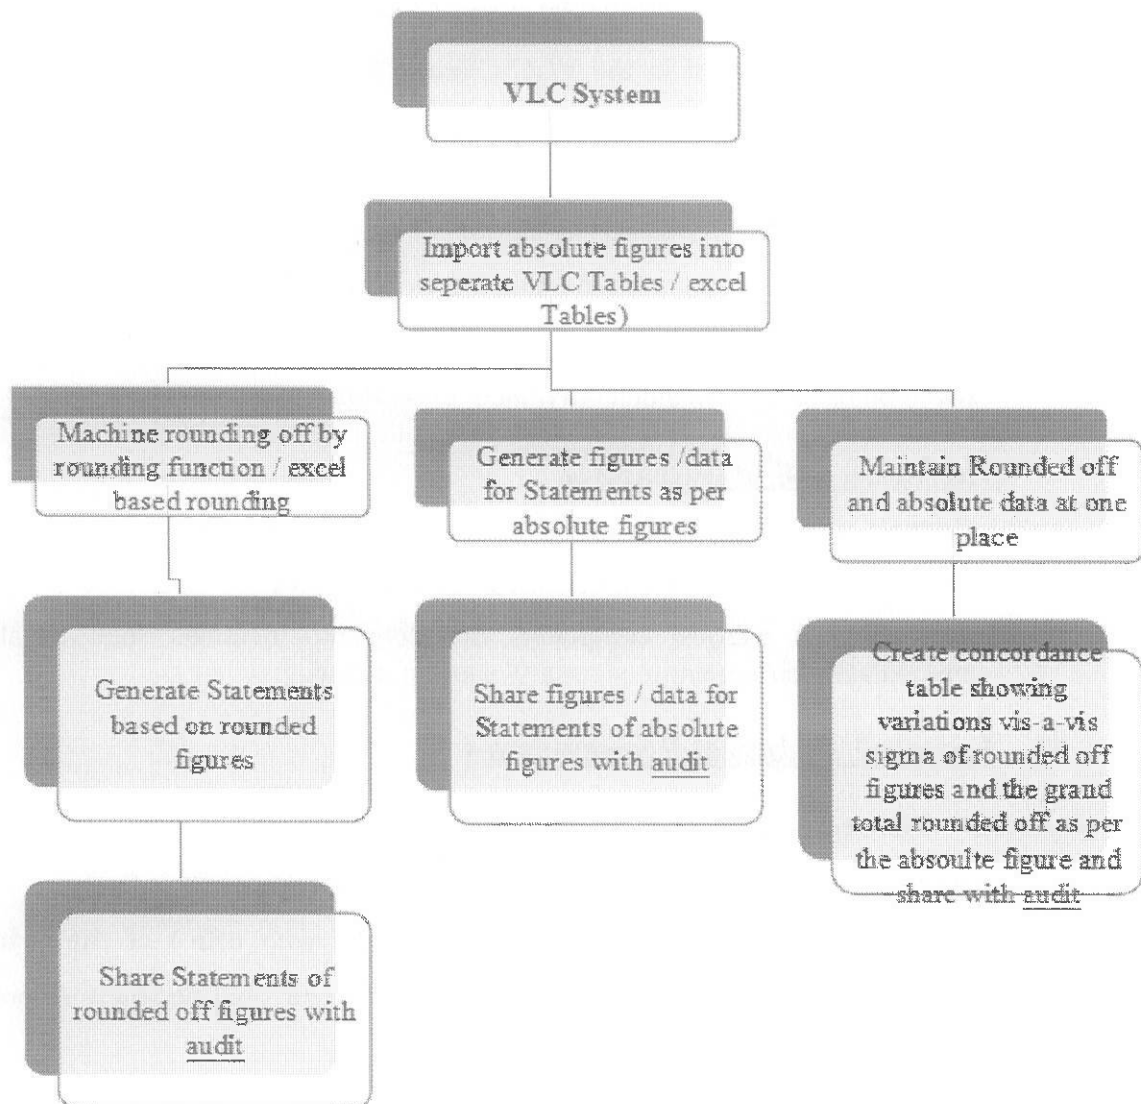 VLC System
Import absolute figures into
seperate VLC Tables / excel
Tables)
Machine rounding off by
rounding function / excel
based rounding
Generate figures /data
for Statements as per
absolute figures
Maintain Rounded off
and absolute data at one
place
Generate Statements
based on rounded
figures
Share figures / data for
Statements of absolute
figures with audit
Create concordance
table showing
variations vis-a-vis
sigma of rounded off
figures and the grand
total rounded off as per
the absoulte figure and
share with audit
Share Statements of
rounded off figures with
audit